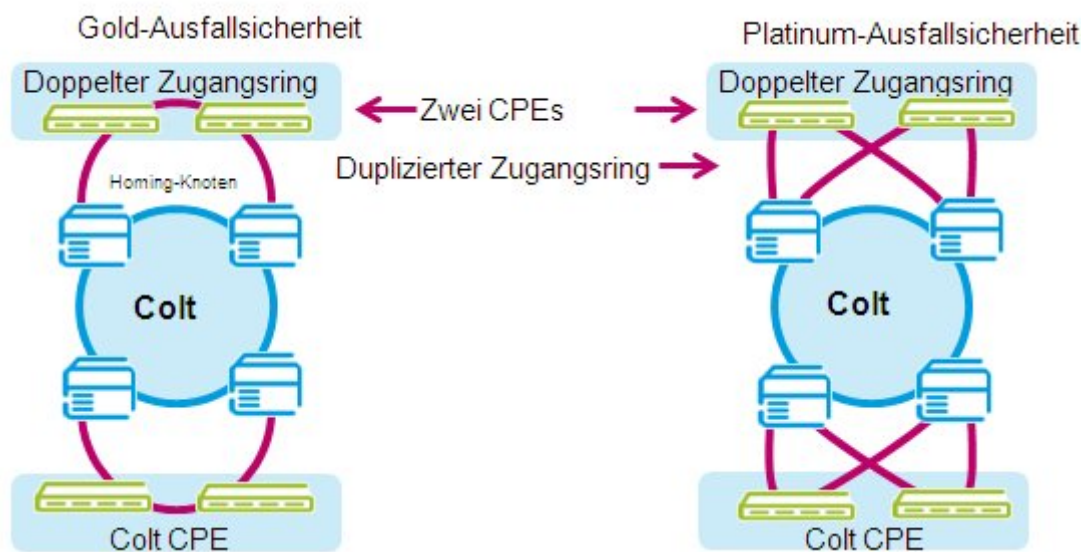 Gold-Ausfallsicherheit
Platinum-Ausfallsicherheit
Doppelter Zugangsring
Zwei CPEs
Doppelter Zugangsring
Duplizierter Zugangsring
Homing-Knoten
Colt
Colt
Colt CPE
Colt CPE